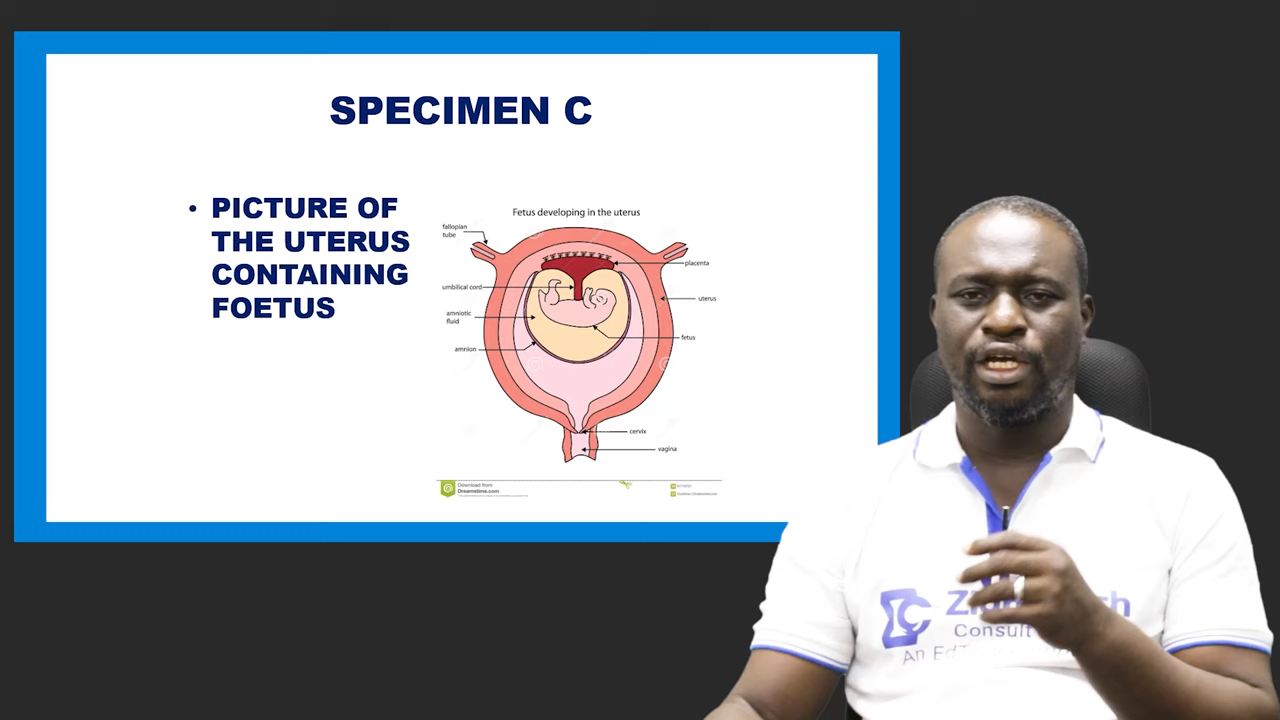 SPECIMEN C
• PICTURE OF
THE UTERUS
CONTAINING
FOETUS
Fetus developing in the uterus
fallopian
tube
placenta
umbilical cord
uterus
amniotic
fluid
fetus
amnion
cervix
vagina
Download from
Dreamstime.com
Consult
An